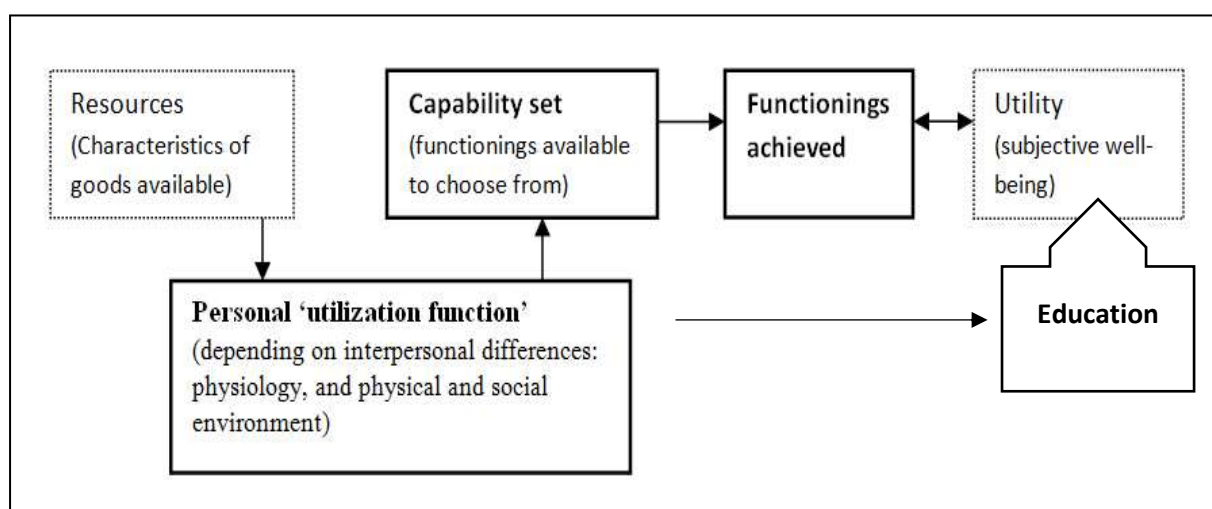 Resources
(Characteristics of
goods available)
Capability set
(functionings available
to choose from)
Functionings
achieved
Utility
(subjective well-
being)
Personal ‘utilization function’
(depending on interpersonal differences:
physiology, and physical and social
environment)
Education